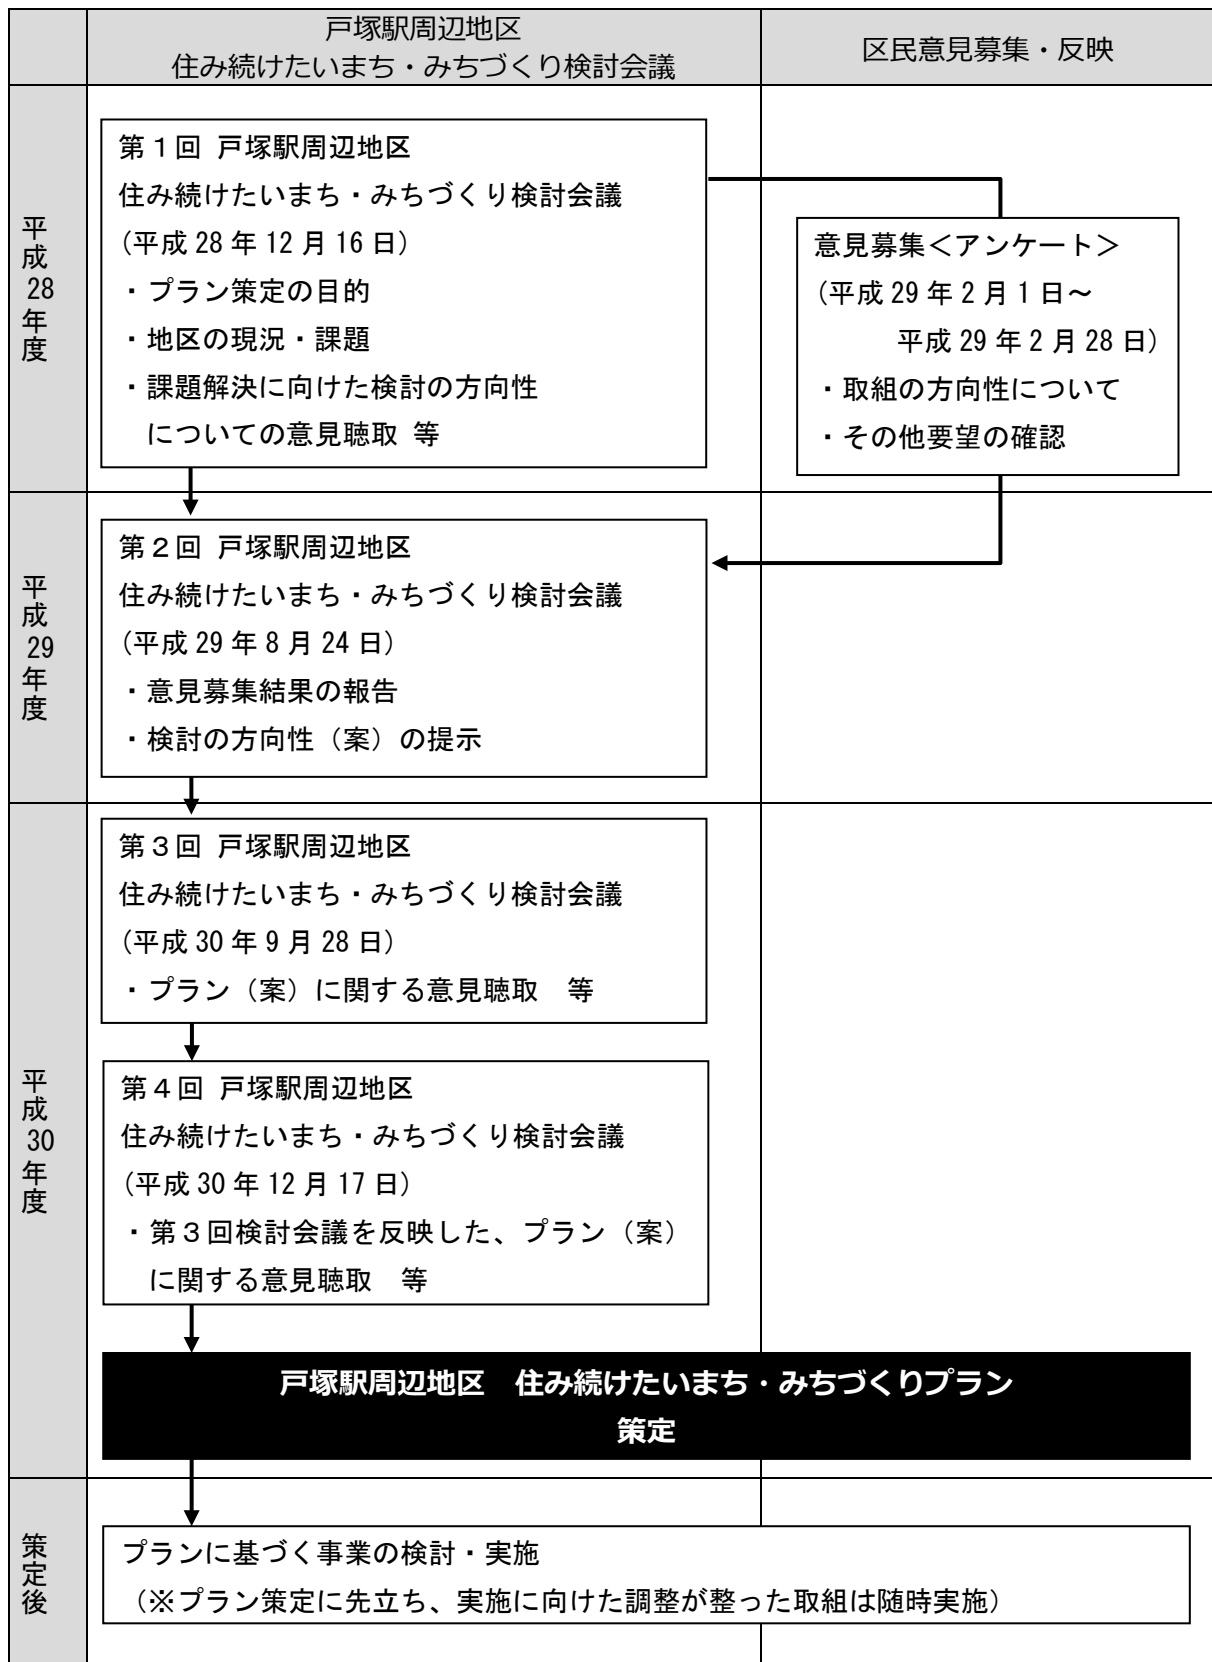 戸塚駅周辺地区
住み続けたいまち・みちづくり検討会議
区民意見募集・反映
平成28年度
第１回 戸塚駅周辺地区
住み続けたいまち・みちづくり検討会議
(平成 28 年 12 月 16 日)
・プラン策定の目的
・地区の現況・課題
・課題解決に向けた検討の方向性
についての意見聴取 等
意見募集＜アンケート＞
(平成 29 年 2 月 1 日～
平成 29 年 2 月 28 日)
・取組の方向性について
・その他要望の確認
平成29年度
第２回 戸塚駅周辺地区
住み続けたいまち・みちづくり検討会議
(平成 29 年 8 月 24 日)
・意見募集結果の報告
・検討の方向性（案）の提示
平成30年度
第３回 戸塚駅周辺地区
住み続けたいまち・みちづくり検討会議
(平成 30 年 9 月 28 日)
・プラン（案）に関する意見聴取　等
第４回 戸塚駅周辺地区
住み続けたいまち・みちづくり検討会議
(平成 30 年 12 月 17 日)
・第３回検討会議を反映した、プラン（案）
に関する意見聴取　等
戸塚駅周辺地区　住み続けたいまち・みちづくりプラン
策定
策定後
プランに基づく事業の検討・実施
（※プラン策定に先立ち、実施に向けた調整が整った取組は随時実施）